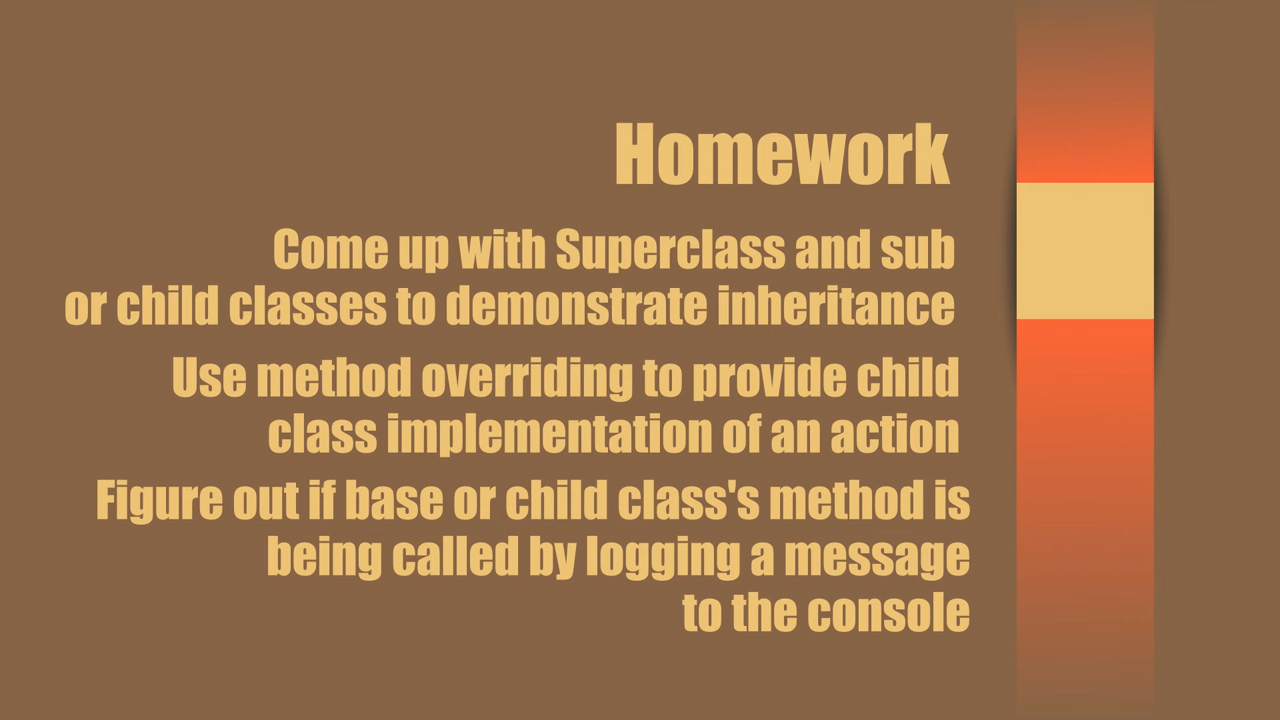 Homework
Come up with Superclass and sub
or child classes to demonstrate inheritance
Use method overriding to provide child
class implementation of an action
Figure out if base or child class's method is
being called by logging a message
to the console